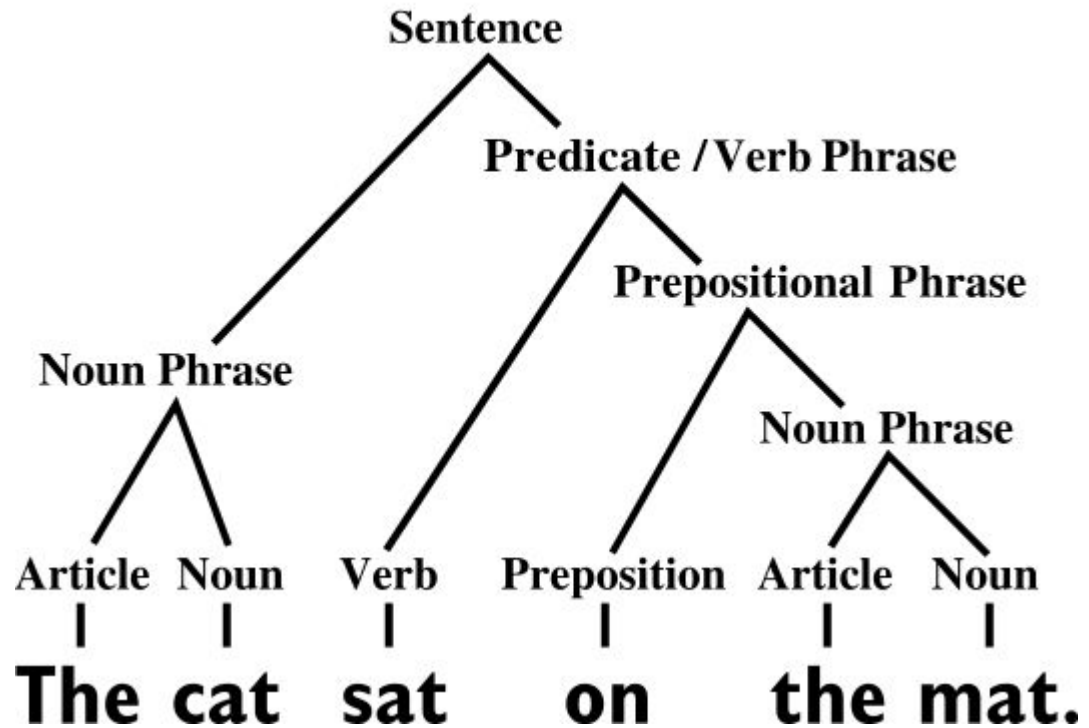 Sentence
Predicate / Verb Phrase
Prepositional Phrase
Noun Phrase
Noun Phrase
Article Noun Verb Preposition Article Noun
The cat sat on the mat.